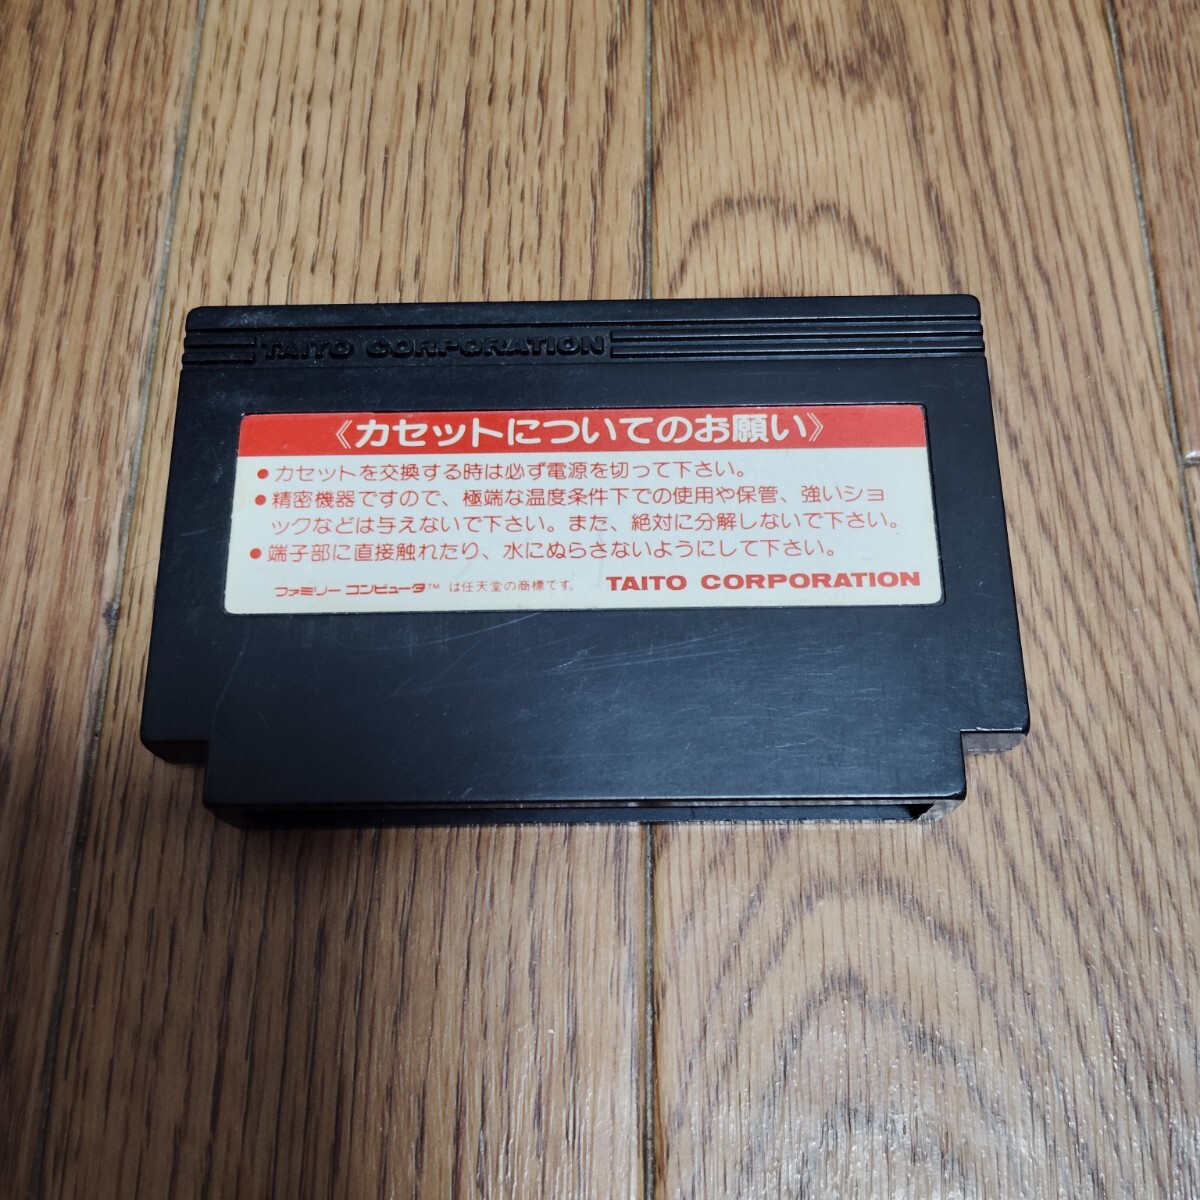 TAITO CORPORATION
《カセットについてのお願い》
●カセットを交換する時は必ず電源を切って下さい。
●精密機器ですので、極端な温度条件下での使用や保管、強いショ
ックなどは与えないで下さい。また、絶対に分解しないで下さい。
●端子部に直接触れたり、水にぬらさないようにして下さい。
ファミリー コンピュータ™ は任天堂の商標です。 TAITO CORPORATION